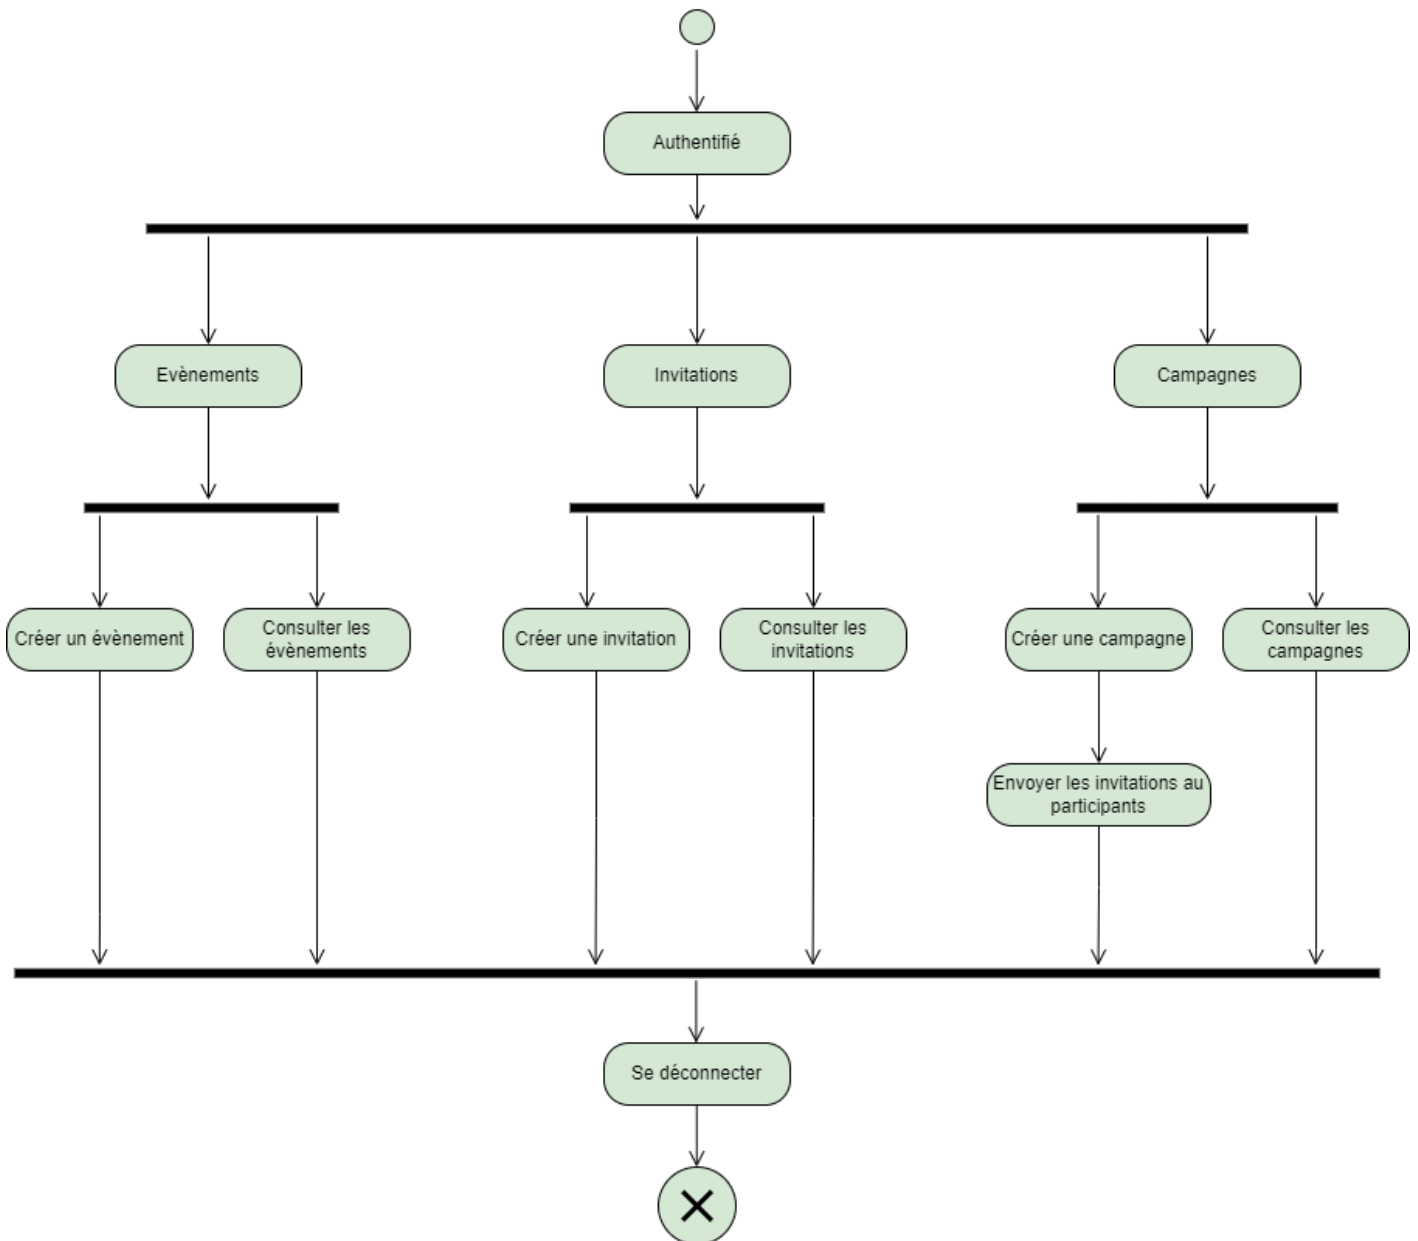 Authentifié
Evènements
Invitations
Campagnes
Créer un évènement
Consulter les
évènements
Créer une invitation
Consulter les
invitations
Créer une campagne
Consulter les
campagnes
Envoyer les invitations au
participants
Se déconnecter